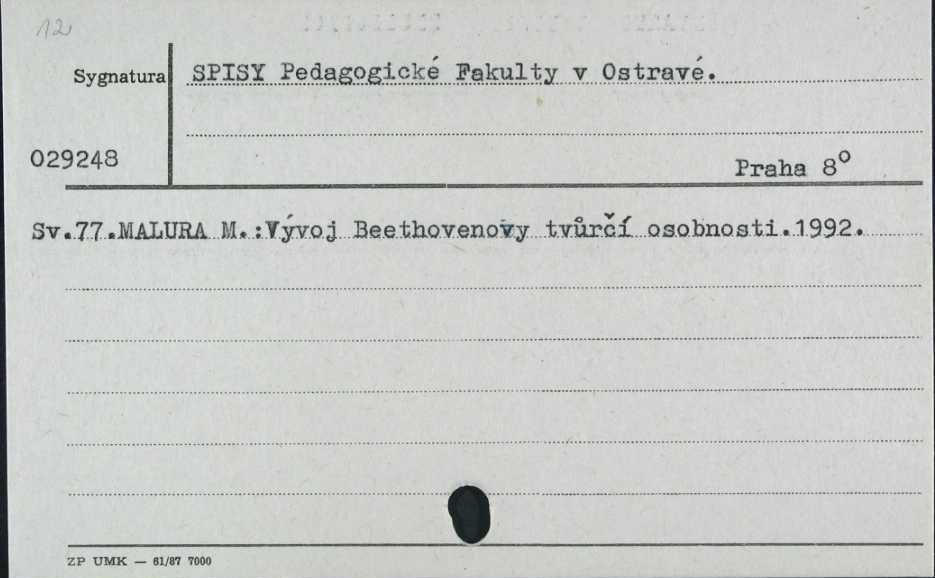 12
Sygnatura
SPISY Pedagogické Fakulty v Ostravé.
029248
Praha 8⁰
Sv.77.MALURA M.:Vývoj Beethovenovy tvůrčí osobnosti.1992.
ZP UMK — 61/87 7000